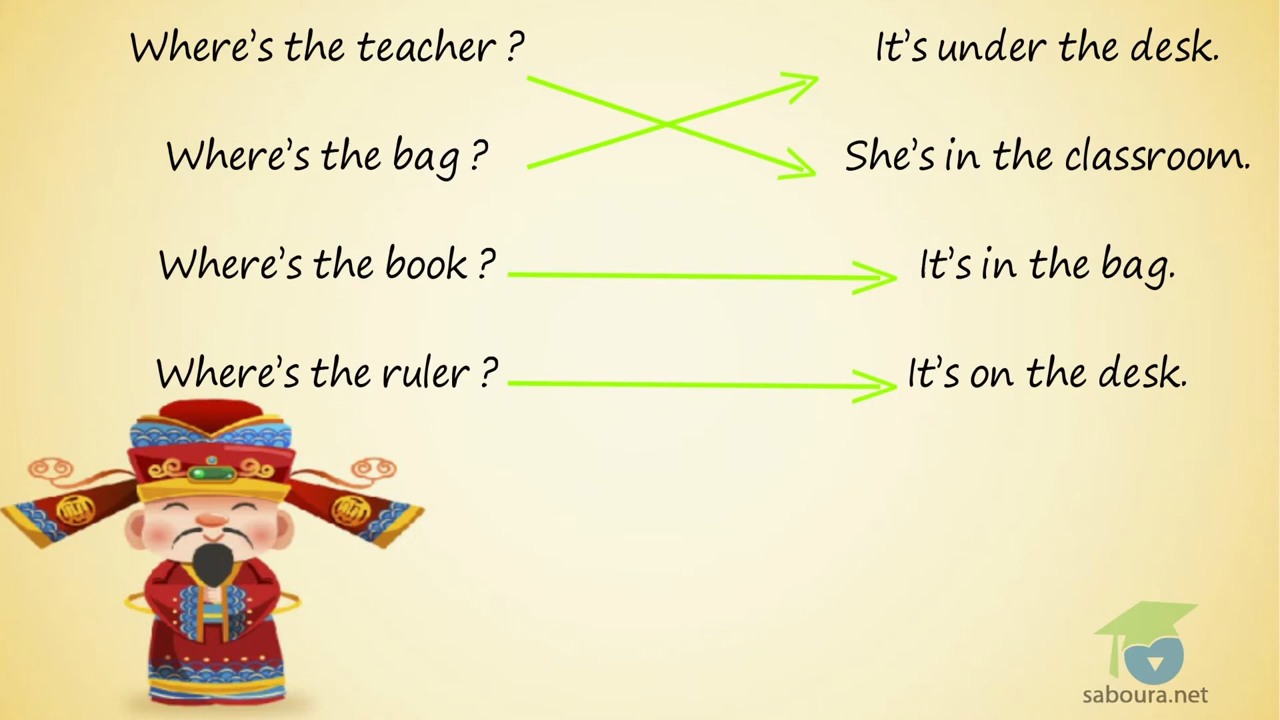 Where's the teacher ? It's under the desk.
Where's the bag ? She's in the classroom.
Where's the book ? It's in the bag.
Where's the ruler ? It's on the desk.
saboura.net